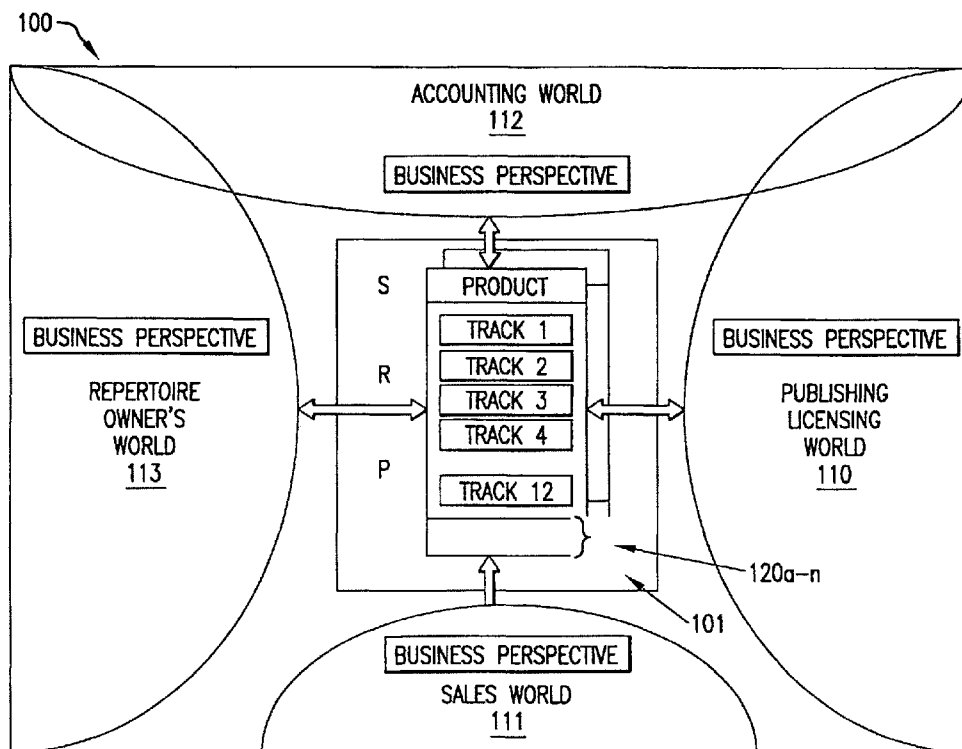 100
ACCOUNTING WORLD
112
BUSINESS PERSPECTIVE
S
R
P
PRODUCT
TRACK 1
TRACK 2
TRACK 3
TRACK 4
TRACK 12
BUSINESS PERSPECTIVE
REPERTOIRE
OWNER'S
WORLD
113
BUSINESS PERSPECTIVE
PUBLISHING
LICENSING
WORLD
110
120a-n
101
BUSINESS PERSPECTIVE
SALES WORLD
111